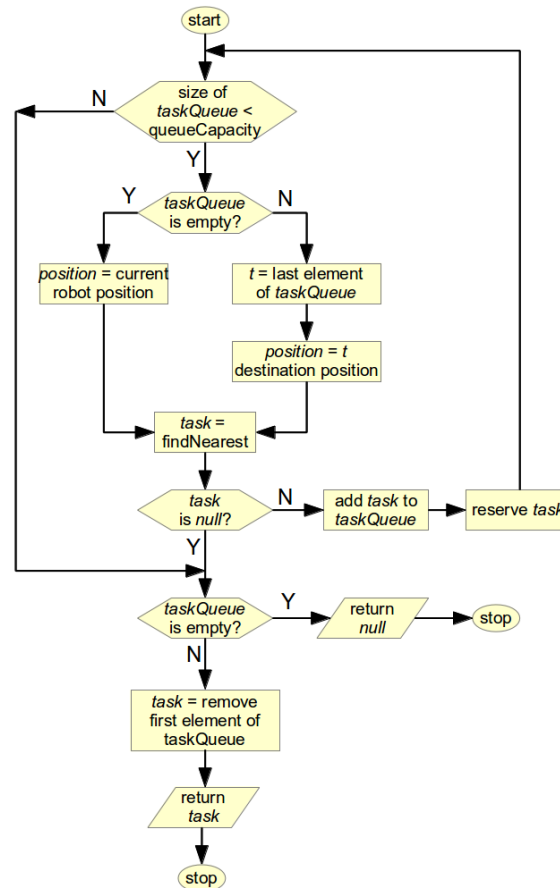 start
N
size of
taskQueue <
queueCapacity
Y
Y
taskQueue
is empty?
N
position = current
robot position
t = last element
of taskQueue
position = t
destination position
task =
findNearest
task
is null?
N
add task to
taskQueue
reserve task
Y
taskQueue
is empty?
Y
return
null
stop
N
task = remove
first element of
taskQueue
return
task
stop